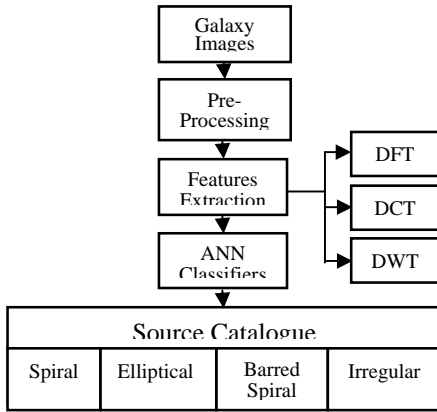 Galaxy
Images
Pre-
Processing
Features
Extraction
DFT
DCT
DWT
ANN
Classifiers
Source Catalogue
Spiral
Elliptical
Barred
Spiral
Irregular